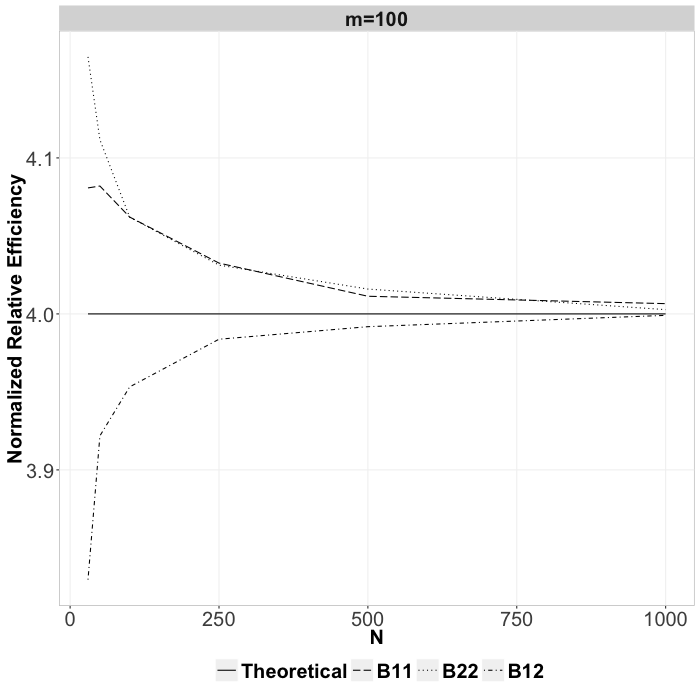 m=100
Normalized Relative Efficiency
4.1
4.0
3.9
0 250 500 750 1000
N
Theoretical B11 B22 B12